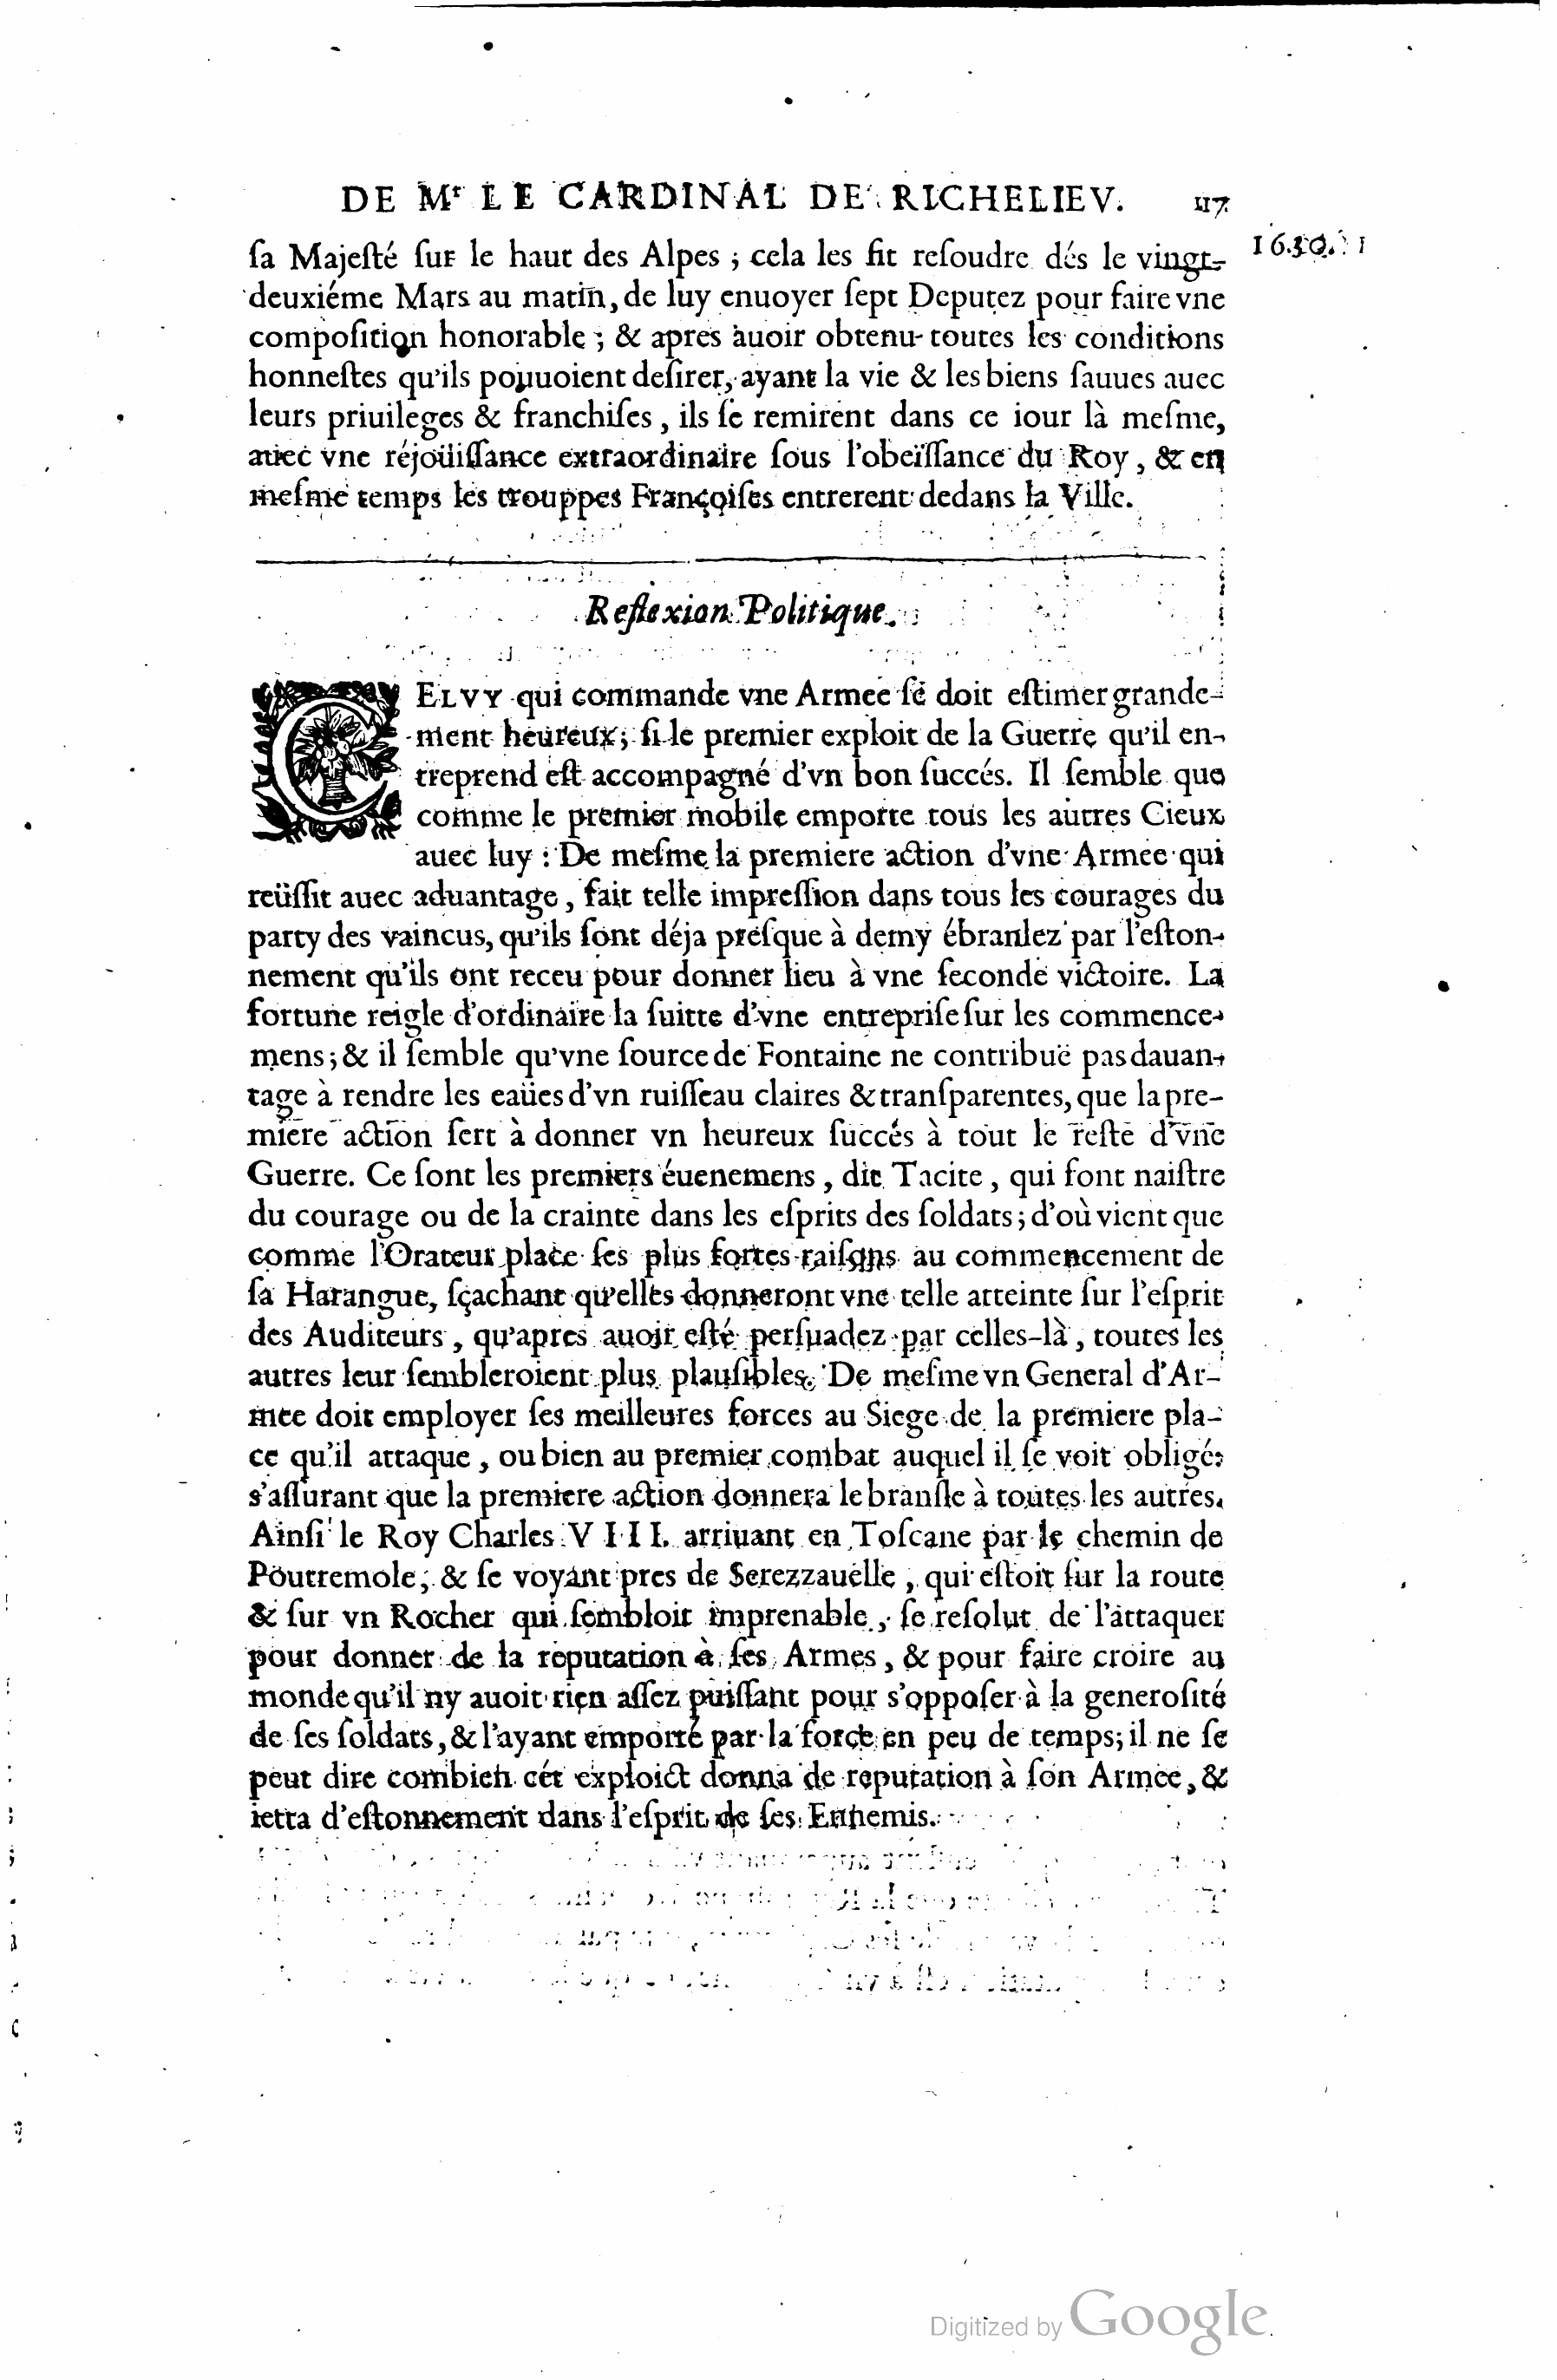 DE Mr LE CARDINAL DE RICHELIEV. 117
1630.
ſa Majeſté ſur le haut des Alpes ; cela les fit reſoudre dés le vingt-
deuxiéme Mars au matin, de luy enuoyer ſept Deputez pour faire vne
compoſition honorable ; & apres auoir obtenu toutes les conditions
honneſtes qu'ils pouuoient deſirer, ayant la vie & les biens ſauues auec
leurs priuileges & franchiſes , ils ſe remirent dans ce iour là meſme,
auec vne réjoüiſſance extraordinaire ſous l'obeïſſance du Roy , & en
meſme temps les trouppes Françoiſes entrerent dedans la Ville.
Reflexion Politique.
CELVY qui commande vne Armee ſe doit eſtimer grande-
ment heureux; ſi le premier exploit de la Guerre qu'il en-
treprend eſt accompagné d'vn bon ſuccés. Il ſemble que
comme le premier mobile emporte tous les autres Cieux
auec luy : De meſme la premiere action d'vne Armee qui
reüſſit auec aduantage , fait telle impreſſion dans tous les courages du
party des vaincus, qu'ils ſont déja preſque à demy ébranlez par l'eſton-
nement qu'ils ont receu pour donner lieu à vne ſeconde victoire. La
fortune reigle d'ordinaire la ſuitte d'vne entrepriſe ſur les commence-
mens ; & il ſemble qu'vne ſource de Fontaine ne contribuë pas dauan-
tage à rendre les eaües d'vn ruiſſeau claires & tranſparentes, que la pre-
miere action ſert à donner vn heureux ſuccés à tout le reſte d'vne
Guerre. Ce ſont les premiers éuenemens , dit Tacite , qui font naiſtre
du courage ou de la crainte dans les eſprits des ſoldats ; d'où vient que
comme l'Orateur place ſes plus fortes raiſons au commencement de
ſa Harangue, ſçachant qu'elles donneront vne telle atteinte ſur l'eſprit
des Auditeurs , qu'apres auoir eſté perſuadez par celles-là , toutes les
autres leur ſembleroient plus plauſibles. De meſme vn General d'Ar-
mee doit employer ſes meilleures forces au Siege de la premiere pla-
ce qu'il attaque , ou bien au premier combat auquel il ſe voit obligé:
s'aſſurant que la premiere action donnera le branſle à toutes les autres.
Ainſi le Roy Charles VIII. arriuant en Toſcane par le chemin de
Poutremole, & ſe voyant pres de Serezzauelle , qui eſtoit ſur la route
& ſur vn Rocher qui ſembloit imprenable , ſe reſolut de l'attaquer
pour donner de la reputation à ſes Armes , & pour faire croire au
monde qu'il ny auoit rien aſſez puiſſant pour s'oppoſer à la generoſité
de ſes ſoldats , & l'ayant emporté par la force en peu de temps; il ne ſe
peut dire combien cét exploict donna de reputation à ſon Armee, &
ietta d'eſtonnement dans l'eſprit de ſes Ennemis.
Digitized by Google